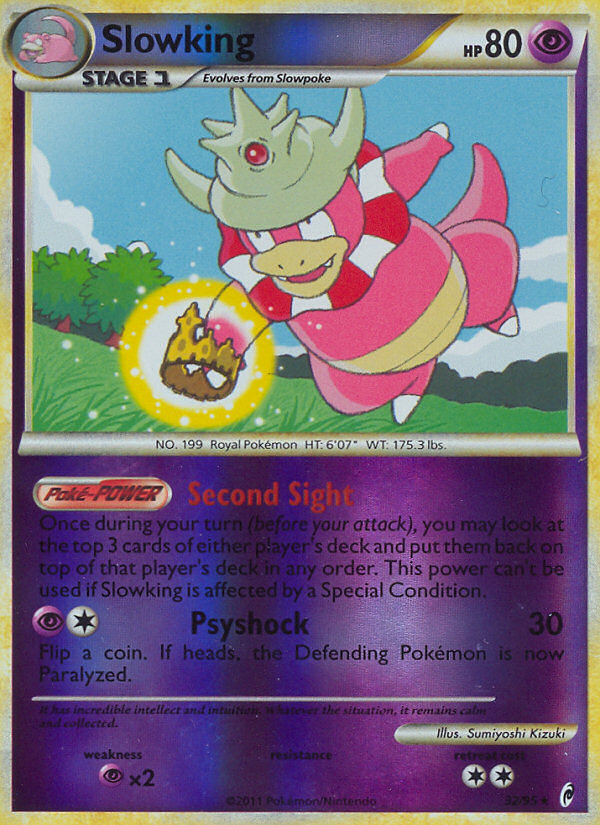 Slowking
HP 80
STAGE 1
Evolves from Slowpoke
NO. 199 Royal Pokémon HT: 6'07" WT: 175.3 lbs.
Poké-POWER Second Sight
Once during your turn (before your attack), you may look at
the top 3 cards of either player's deck and put them back on
top of that player's deck in any order. This power can't be
used if Slowking is affected by a Special Condition.
Psyshock 30
Flip a coin. If heads, the Defending Pokémon is now
Paralyzed.
It has incredible intellect and intuition. Whatever the situation, it remains calm
and collected.
Illus. Sumiyoshi Kizuki
weakness resistance retreat cost
×2
©2011 Pokémon/Nintendo 32/95 ★